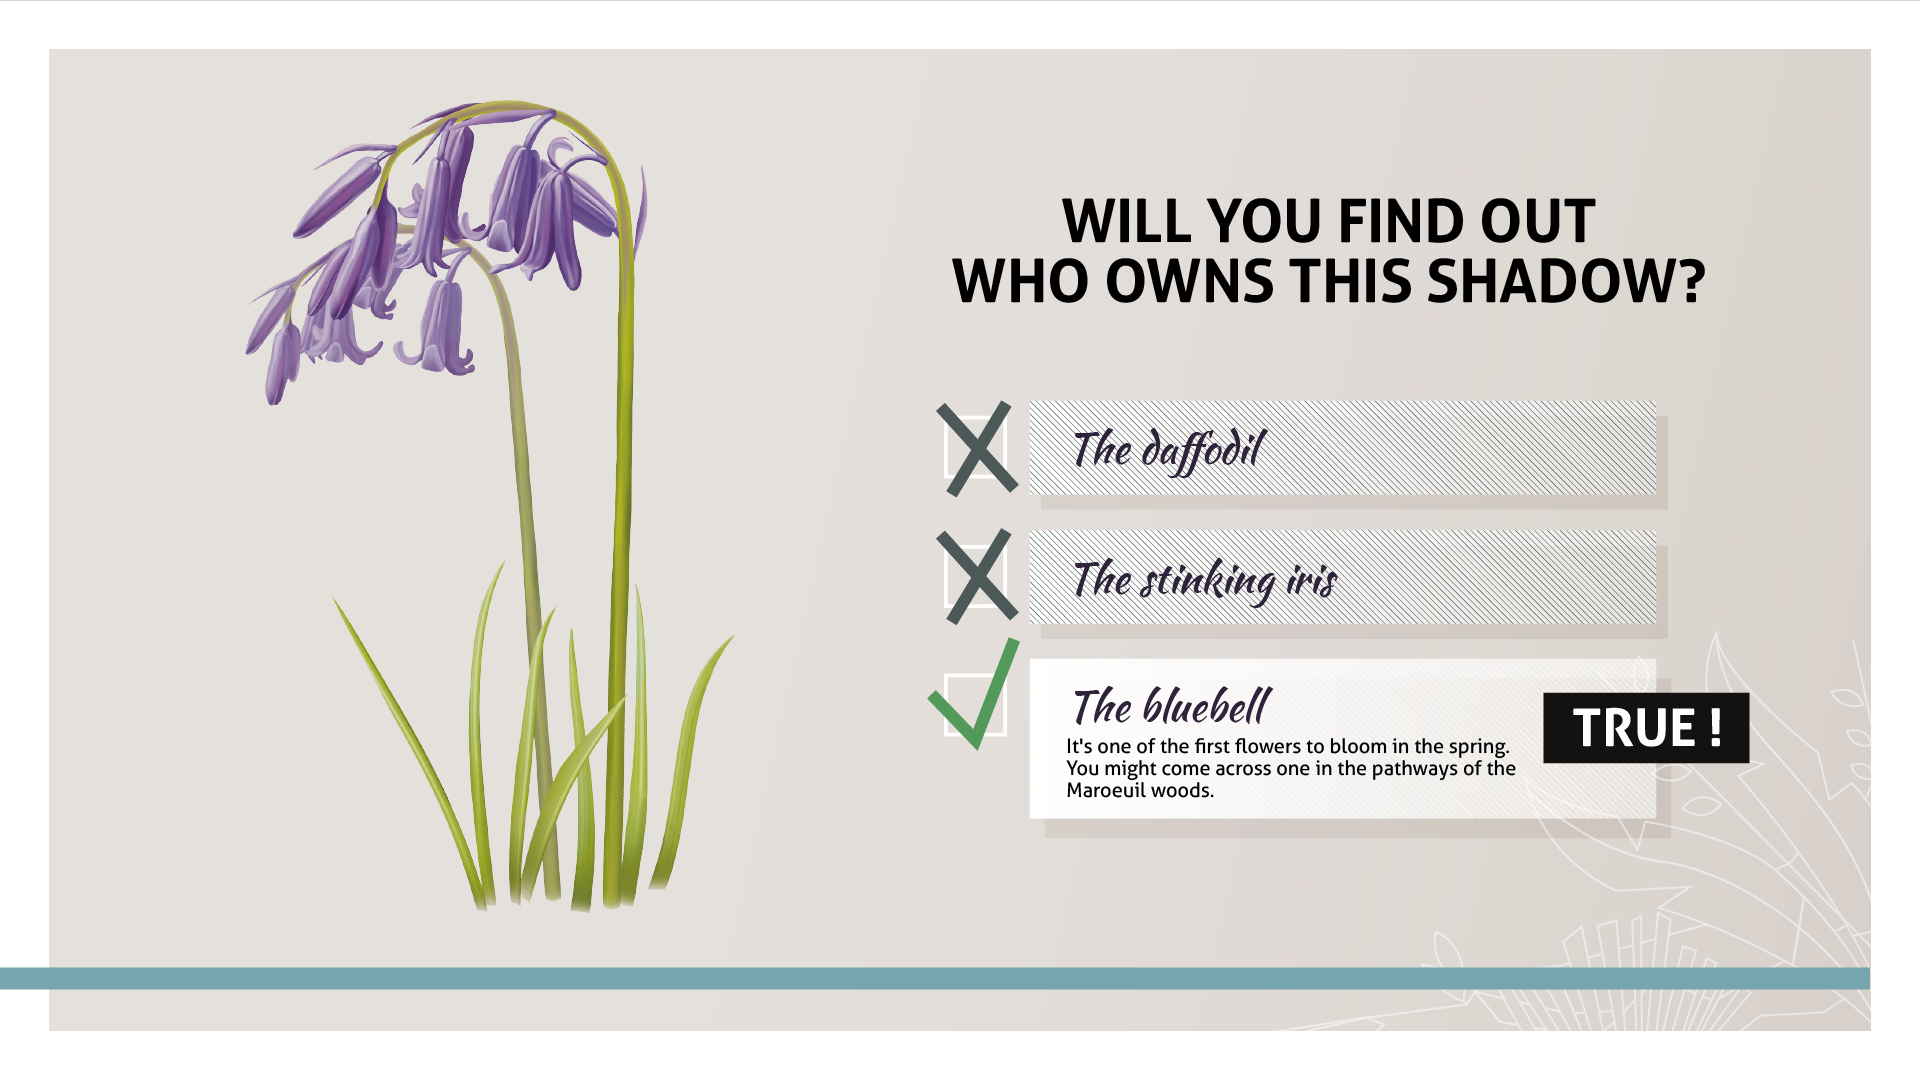 WILL YOU FIND OUT
WHO OWNS THIS SHADOW?
The daffodil
The stinking iris
The bluebell
It's one of the first flowers to bloom in the spring.
You might come across one in the pathways of the
Maroeuil woods.
TRUE !